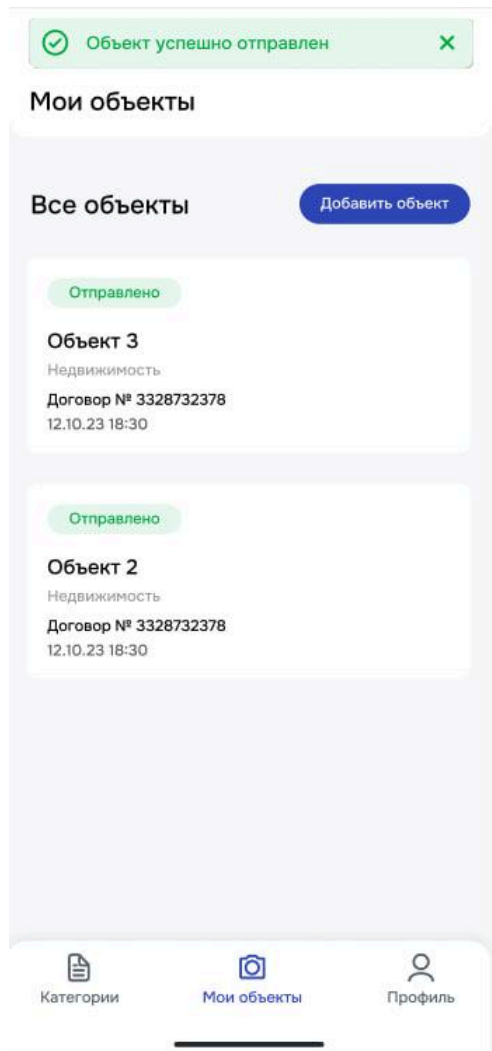 Объект успешно отправлен
Мои объекты
Все объекты
Добавить объект
Отправлено
Объект 3
Недвижимость
Договор № 3328732378
12.10.23 18:30
Отправлено
Объект 2
Недвижимость
Договор № 3328732378
12.10.23 18:30
Категории
Мои объекты
Профиль